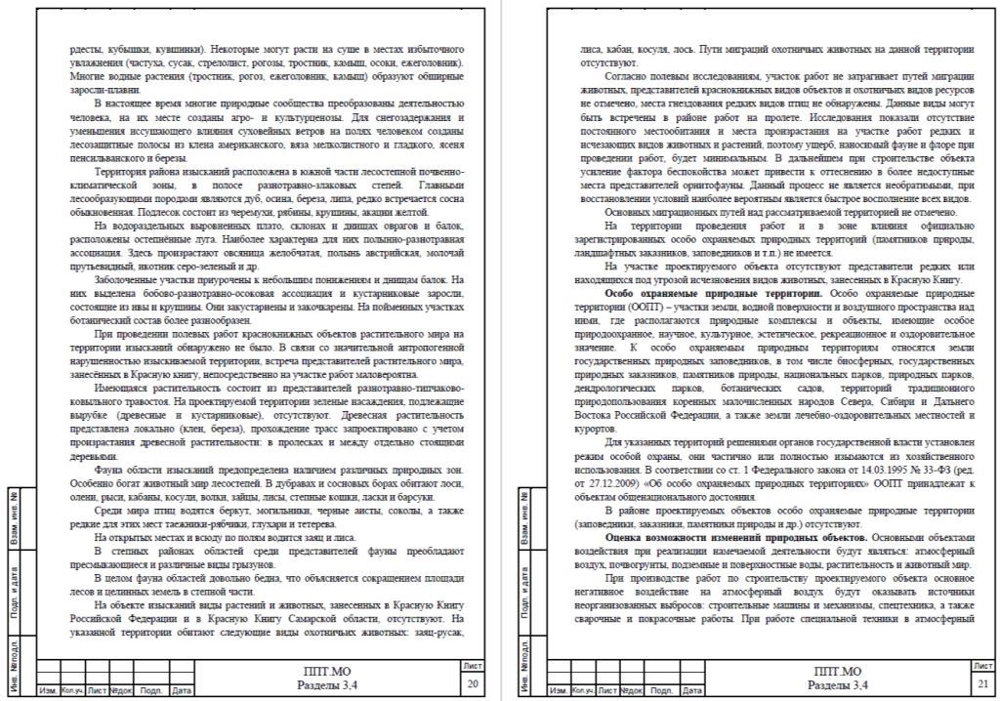 рдесты, кубышки, кувшинки). Некоторые могут расти на суше в местах избыточного
увлажнения (частуха, сусак, стрелолист, рогозы, тростник, камыш, осоки, ежеголовник).
Многие водные растения (тростник, рогоз, ежеголовник, камыш) образуют обширные
заросли-плавни.
В настоящее время многие природные сообщества преобразованы деятельностью
человека, на их месте созданы агро- и культурценозы. Для снегозадержания и
уменьшения иссушающего влияния суховейных ветров на полях человеком созданы
лесозащитные полосы из клена американского, вяза мелколистного и гладкого, ясеня
пенсильванского и березы.
Территория района изысканий расположена в южной части лесостепной почвенно-
климатической зоны, в полосе разнотравно-злаковых степей. Главными
лесообразующими породами являются дуб, осина, береза, липа, редко встречается сосна
обыкновенная. Подлесок состоит из черемухи, рябины, крушины, акации желтой.
На водораздельных выровненных плато, склонах и днищах оврагов и балок,
расположены остепнённые луга. Наиболее характерна для них полынно-разнотравная
ассоциация. Здесь произрастают овсяница желобчатая, полынь австрийская, молочай
прутьевидный, икотник серо-зеленый и др.
Заболоченные участки приурочены к небольшим понижениям и днищам балок. На
них выделена бобово-разнотравно-осоковая ассоциация и кустарниковые заросли,
состоящие из ивы и крушины. Они закустарены и закочкарены. На пойменных участках
ботанический состав более разнообразен.
При проведении полевых работ краснокнижных объектов растительного мира на
территории изысканий обнаружено не было. В связи со значительной антропогенной
нарушенностью изыскиваемой территории, встреча представителей растительного мира,
занесённых в Красную книгу, непосредственно на участке работ маловероятна.
Имеющаяся растительность состоит из представителей разнотравно-типчаково-
ковыльного травостоя. На проектируемой территории зеленые насаждения, подлежащие
вырубке (древесные и кустарниковые), отсутствуют. Древесная растительность
представлена локально (клен, береза), прохождение трасс запроектировано с учетом
произрастания древесной растительности: в пролесках и между отдельно стоящими
деревьями.
Фауна области изысканий предопределена наличием различных природных зон.
Особенно богат животный мир лесостепей. В дубравах и сосновых борах обитают лоси,
олени, рыси, кабаны, косули, волки, зайцы, лисы, степные кошки, ласки и барсуки.
Среди мира птиц водятся беркут, могильники, черные аисты, соколы, а также
редкие для этих мест таежники-рябчики, глухари и тетерева.
На открытых местах и всюду по полям водится заяц и лиса.
В степных районах областей среди представителей фауны преобладают
пресмыкающиеся и различные виды грызунов.
В целом фауна областей довольно бедна, что объясняется сокращением площади
лесов и целинных земель в степной части.
На объекте изысканий виды растений и животных, занесенных в Красную Книгу
Российской Федерации и в Красную Книгу Самарской области, отсутствуют. На
указанной территории обитают следующие виды охотничьих животных: заяц-русак,
Взам. инв. №
Подп. и дата
Инв. №подл.
Изм. Кол.уч. Лист №док. Подп. Дата
ППТ.МО
Разделы 3,4
Лист
20
лиса, кабан, косуля, лось. Пути миграций охотничьих животных на данной территории
отсутствуют.
Согласно полевым исследованиям, участок работ не затрагивает путей миграции
животных, представителей краснокнижных видов объектов и охотничьих видов ресурсов
не отмечено, места гнездования редких видов птиц не обнаружены. Данные виды могут
быть встречены в районе работ на пролете. Исследования показали отсутствие
постоянного местообитания и места произрастания на участке работ редких и
исчезающих видов животных и растений, поэтому ущерб, наносимый фауне и флоре при
проведении работ, будет минимальным. В дальнейшем при строительстве объекта
усиление фактора беспокойства может привести к оттеснению в более недоступные
места представителей орнитофауны. Данный процесс не является необратимыми, при
восстановлении условий наиболее вероятным является быстрое восполнение всех видов.
Основных миграционных путей над рассматриваемой территорией не отмечено.
На территории проведения работ и в зоне влияния официально
зарегистрированных особо охраняемых природных территорий (памятников природы,
ландшафтных заказников, заповедников и т.п.) не имеется.
На участке проектируемого объекта отсутствуют представители редких или
находящихся под угрозой исчезновения видов животных, занесенных в Красную Книгу.
Особо охраняемые природные территории. Особо охраняемые природные
территории (ООПТ) – участки земли, водной поверхности и воздушного пространства над
ними, где располагаются природные комплексы и объекты, имеющие особое
природоохранное, научное, культурное, эстетическое, рекреационное и оздоровительное
значение. К особо охраняемым природным территориям относятся земли
государственных природных заповедников, в том числе биосферных, государственных
природных заказников, памятников природы, национальных парков, природных парков,
дендрологических парков, ботанических садов, территорий традиционного
природопользования коренных малочисленных народов Севера, Сибири и Дальнего
Востока Российской Федерации, а также земли лечебно-оздоровительных местностей и
курортов.
Для указанных территорий решениями органов государственной власти установлен
режим особой охраны, они частично или полностью изымаются из хозяйственного
использования. В соответствии со ст. 1 Федерального закона от 14.03.1995 № 33-ФЗ (ред.
от 27.12.2009) «Об особо охраняемых природных территориях» ООПТ принадлежат к
объектам общенационального достояния.
В районе проектируемых объектов особо охраняемые природные территории
(заповедники, заказники, памятники природы и др.) отсутствуют.
Оценка возможности изменений природных объектов. Основными объектами
воздействия при реализации намечаемой деятельности будут являться: атмосферый
воздух, почвогрунты, подземные и поверхностные воды, растительность и животный мир.
При производстве работ по строительству проектируемого объекта основное
негативное воздействие на атмосферный воздух будут оказывать источники
неорганизованных выбросов: строительные машины и механизмы, спецтехника, а также
сварочные и покрасочные работы. При работе специальной техники в атмосферный
Взам. инв. №
Подп. и дата
Инв. №подл.
Изм. Кол.уч. Лист №док. Подп. Дата
ППТ.МО
Разделы 3,4
Лист
21